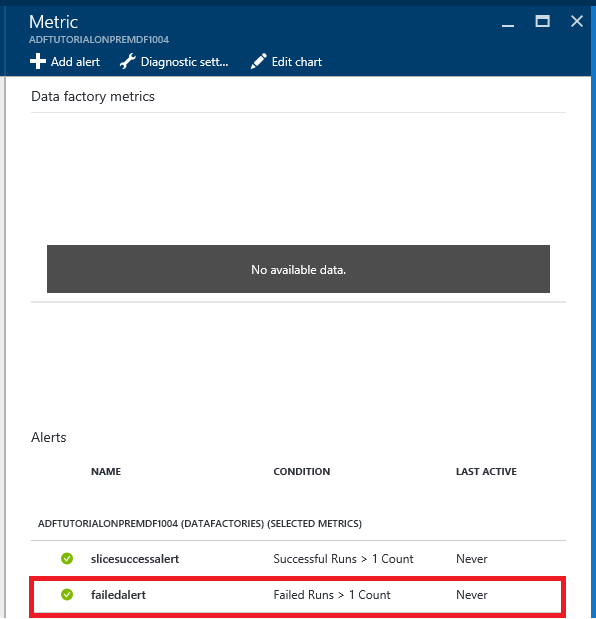 Metric
ADFTUTORIALONPREMDF1004
Add alert Diagnostic sett... Edit chart
Data factory metrics
No available data.
Alerts
NAME CONDITION LAST ACTIVE
ADFTUTORIALONPREMDF1004 (DATAFACTORIES) (SELECTED METRICS)
slicesuccessalert Successful Runs > 1 Count Never
failedalert Failed Runs > 1 Count Never